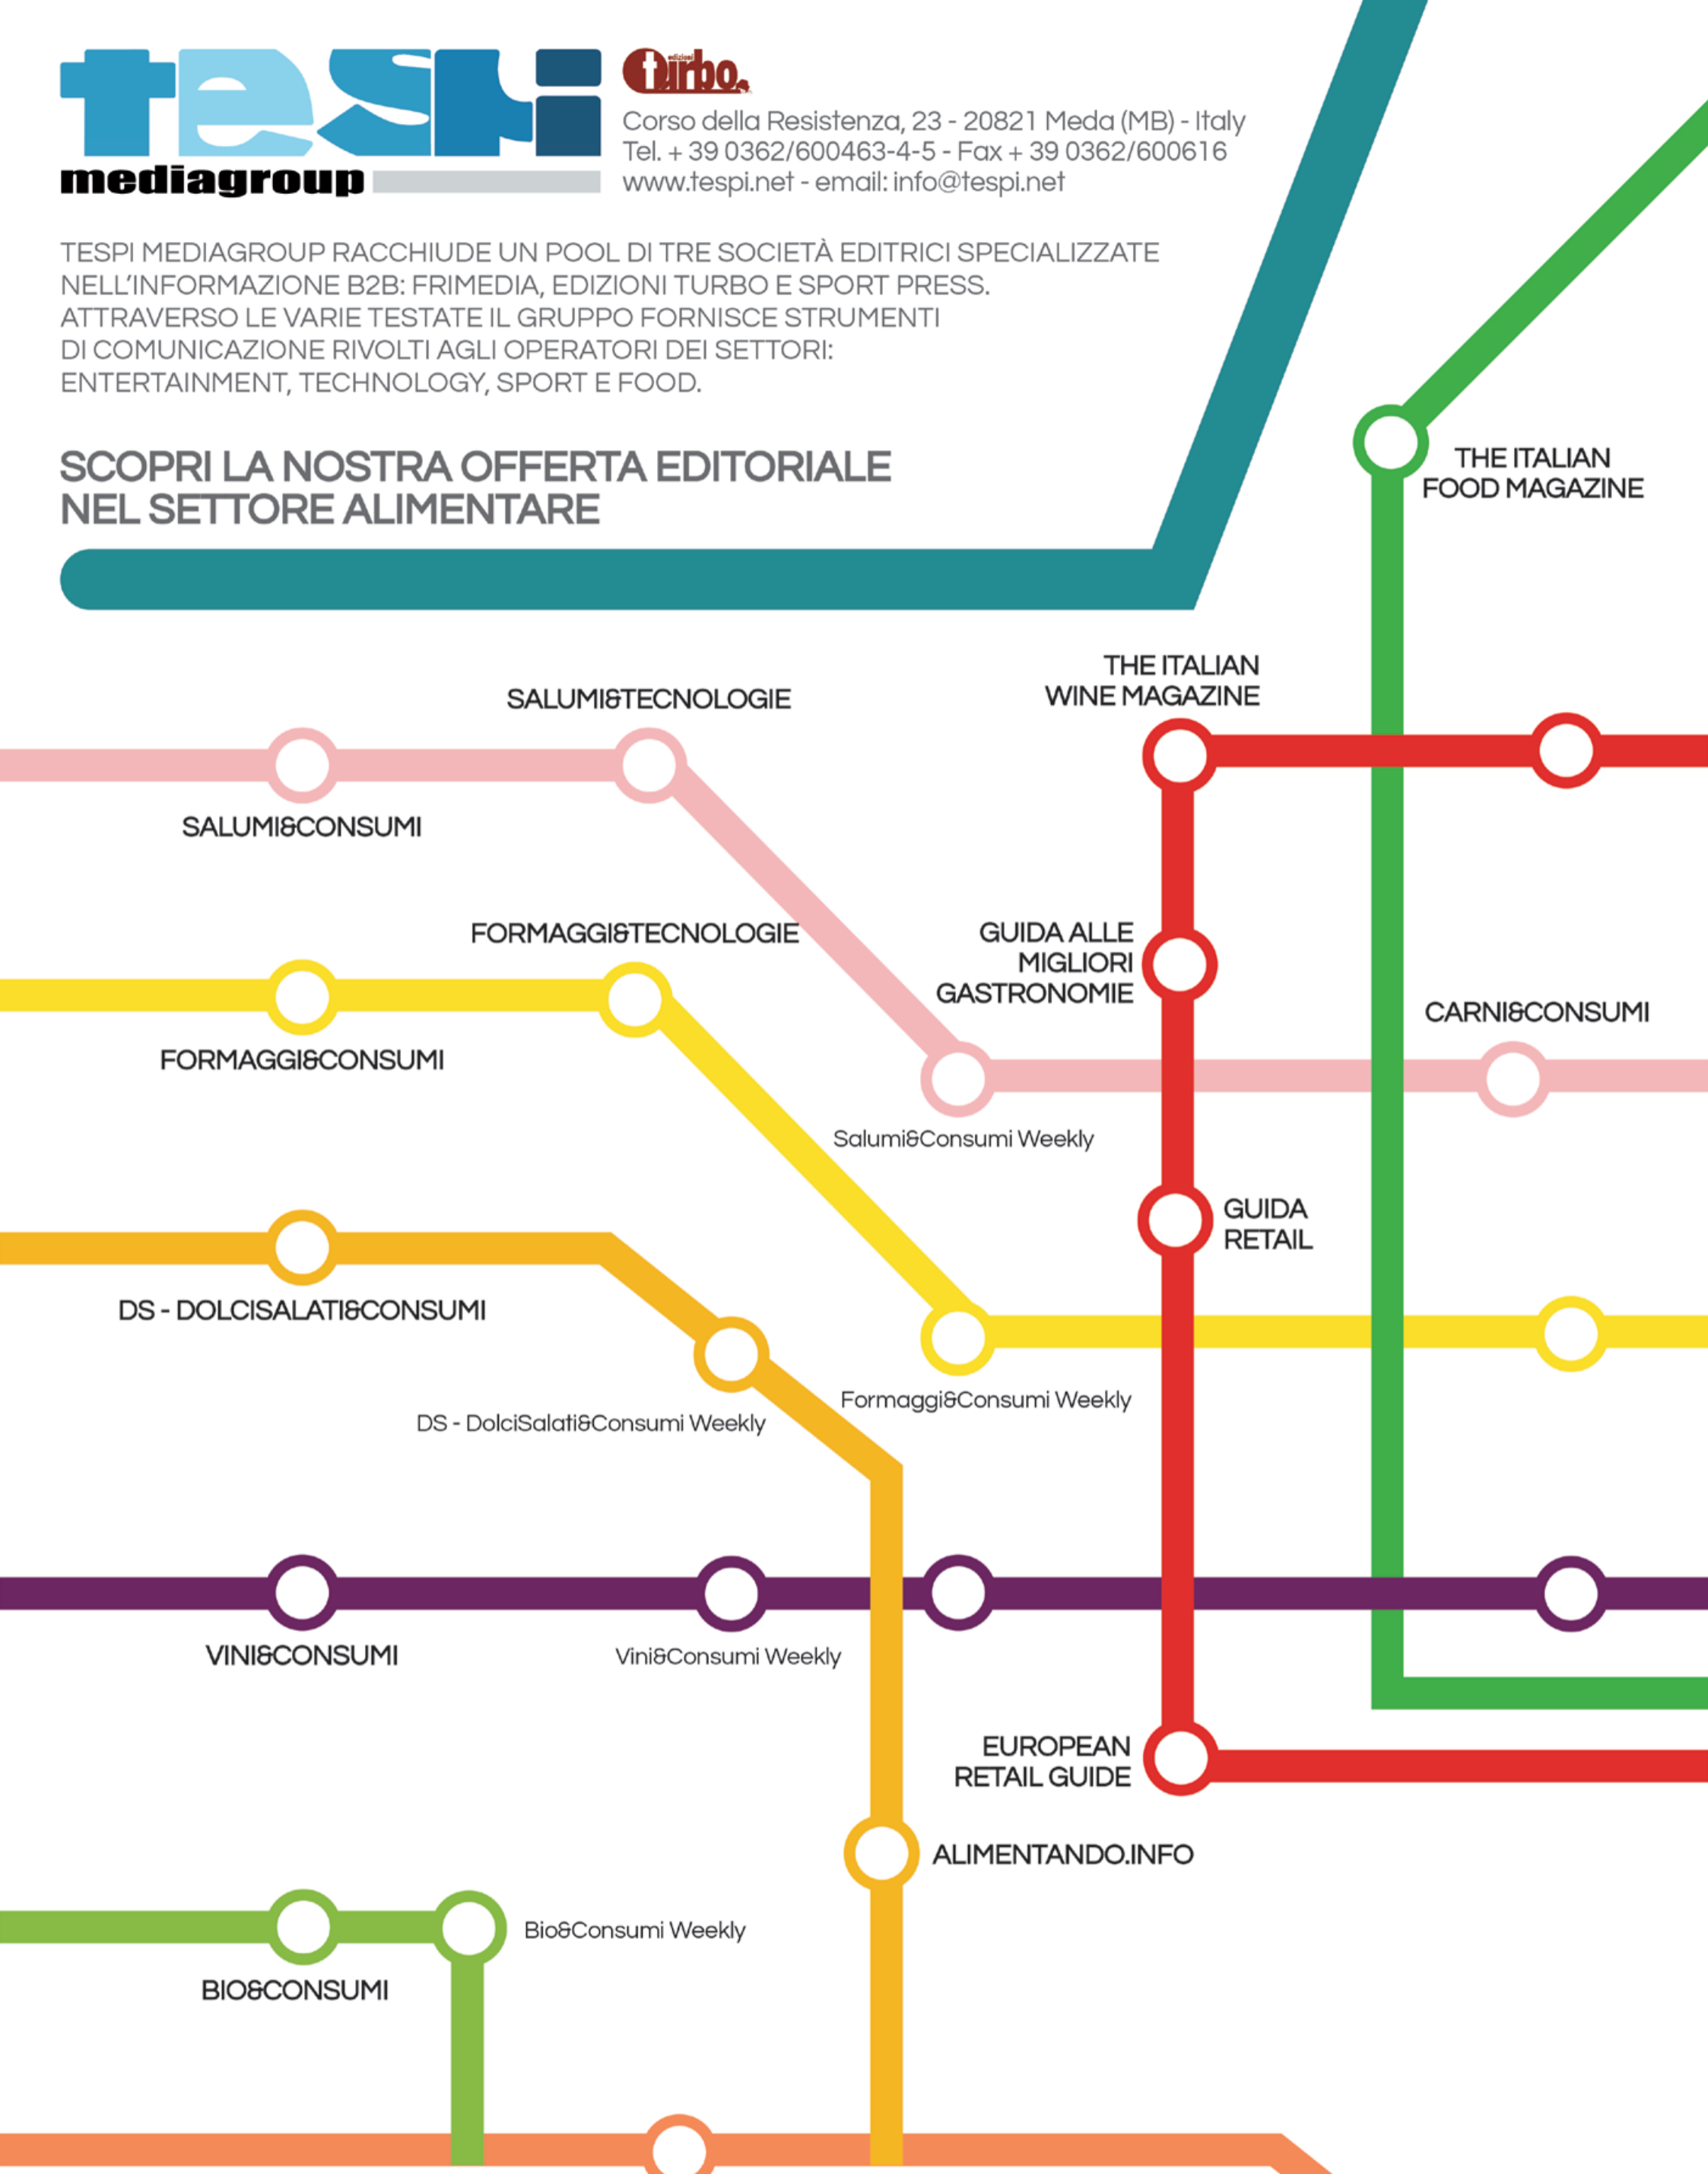 tespi
mediagroup
edizioni
turbo
Corso della Resistenza, 23 - 20821 Meda (MB) - Italy
Tel. + 39 0362/600463-4-5 - Fax + 39 0362/600616
www.tespi.net - email: info@tespi.net
TESPI MEDIAGROUP RACCHIUDE UN POOL DI TRE SOCIETÀ EDITRICI SPECIALIZZATE
NELL'INFORMAZIONE B2B: FRIMEDIA, EDIZIONI TURBO E SPORT PRESS.
ATTRAVERSO LE VARIE TESTATE IL GRUPPO FORNISCE STRUMENTI
DI COMUNICAZIONE RIVOLTI AGLI OPERATORI DEI SETTORI:
ENTERTAINMENT, TECHNOLOGY, SPORT E FOOD.
SCOPRI LA NOSTRA OFFERTA EDITORIALE
NEL SETTORE ALIMENTARE
THE ITALIAN
FOOD MAGAZINE
THE ITALIAN
WINE MAGAZINE
SALUMI&TECNOLOGIE
SALUMI&CONSUMI
FORMAGGI&TECNOLOGIE
GUIDA ALLE
MIGLIORI
GASTRONOMIE
CARNI&CONSUMI
FORMAGGI&CONSUMI
Salumi&Consumi Weekly
GUIDA
RETAIL
DS - DOLCISALATI&CONSUMI
Formaggi&Consumi Weekly
DS - DolciSalati&Consumi Weekly
VINI&CONSUMI
Vini&Consumi Weekly
EUROPEAN
RETAIL GUIDE
ALIMENTANDO.INFO
Bio&Consumi Weekly
BIO&CONSUMI